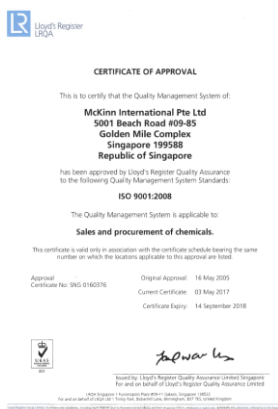 Lloyd's Register
LRQA
CERTIFICATE OF APPROVAL
This is to certify that the Quality Management System of:
McKinn International Pte Ltd
5001 Beach Road #09-85
Golden Mile Complex
Singapore 199588
Republic of Singapore
has been approved by Lloyd's Register Quality Assurance
to the following Quality Management System Standards:
ISO 9001:2008
The Quality Management System is applicable to:
Sales and procurement of chemicals.
This certificate is valid only in association with the certificate schedule bearing the same
number on which the locations applicable to this approval are listed.
Approval
Certificate No: SNG 0160376
Original Approval: 16 May 2005
Current Certificate: 03 May 2017
Certificate Expiry: 14 September 2018
UKAS
Issued by: Lloyd's Register Quality Assurance Limited Singapore
For and on behalf of Lloyd's Register Quality Assurance Limited